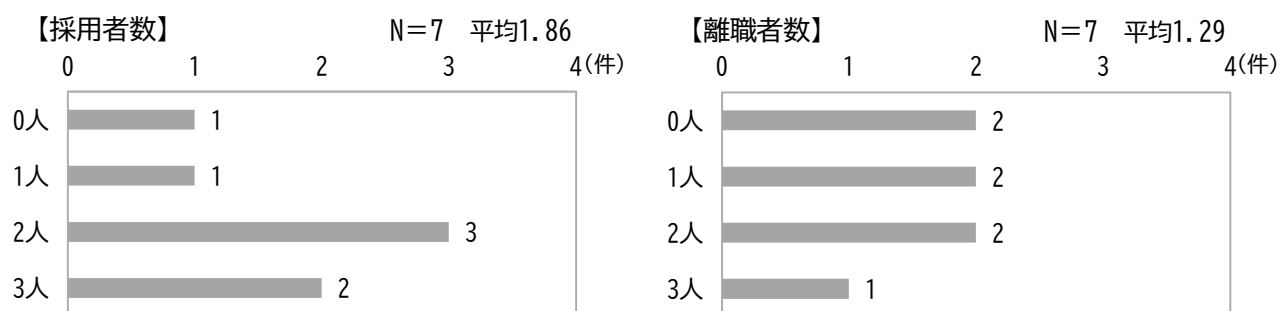 【採用者数】 N=7 平均1.86
0 1 2 3 4(件)
0人 1
1人 1
2人 3
3人 2
【離職者数】 N=7 平均1.29
0 1 2 3 4(件)
0人 2
1人 2
2人 2
3人 1